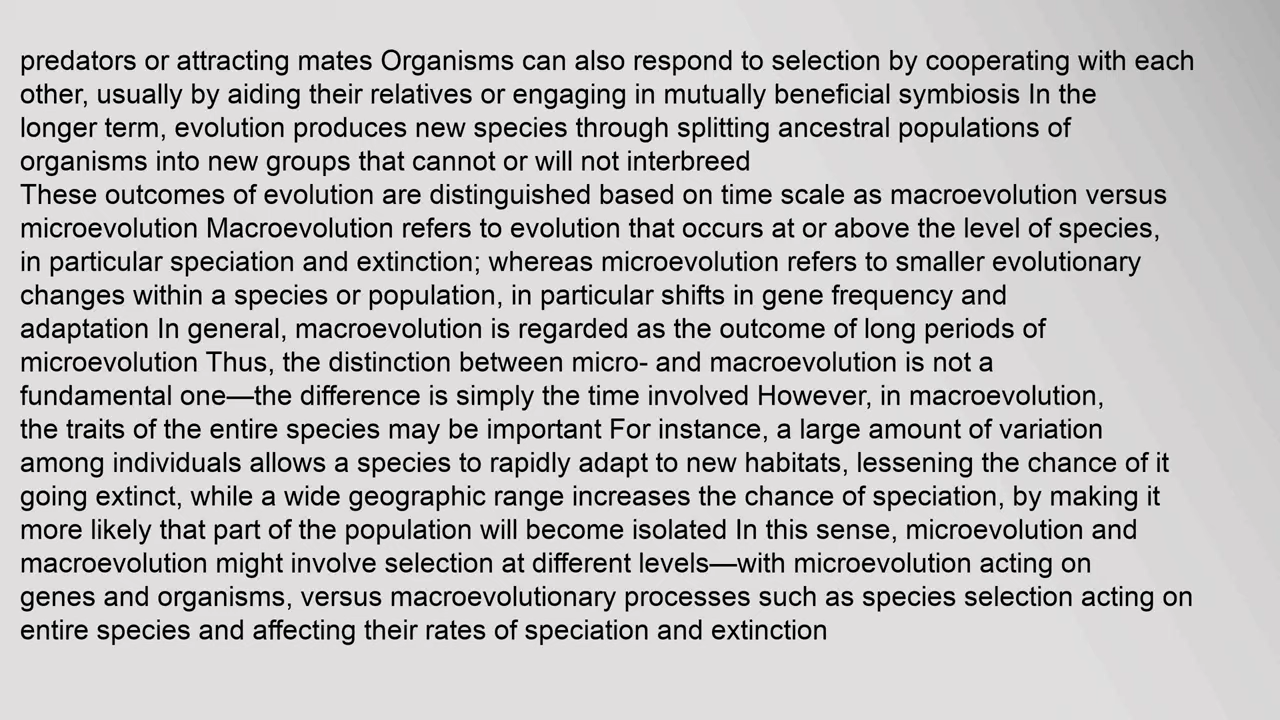 predators or attracting mates Organisms can also respond to selection by cooperating with each
other, usually by aiding their relatives or engaging in mutually beneficial symbiosis In the
longer term, evolution produces new species through splitting ancestral populations of
organisms into new groups that cannot or will not interbreed
These outcomes of evolution are distinguished based on time scale as macroevolution versus
microevolution Macroevolution refers to evolution that occurs at or above the level of species,
in particular speciation and extinction; whereas microevolution refers to smaller evolutionary
changes within a species or population, in particular shifts in gene frequency and
adaptation In general, macroevolution is regarded as the outcome of long periods of
microevolution Thus, the distinction between micro- and macroevolution is not a
fundamental one—the difference is simply the time involved However, in macroevolution,
the traits of the entire species may be important For instance, a large amount of variation
among individuals allows a species to rapidly adapt to new habitats, lessening the chance of it
going extinct, while a wide geographic range increases the chance of speciation, by making it
more likely that part of the population will become isolated In this sense, microevolution and
macroevolution might involve selection at different levels—with microevolution acting on
genes and organisms, versus macroevolutionary processes such as species selection acting on
entire species and affecting their rates of speciation and extinction